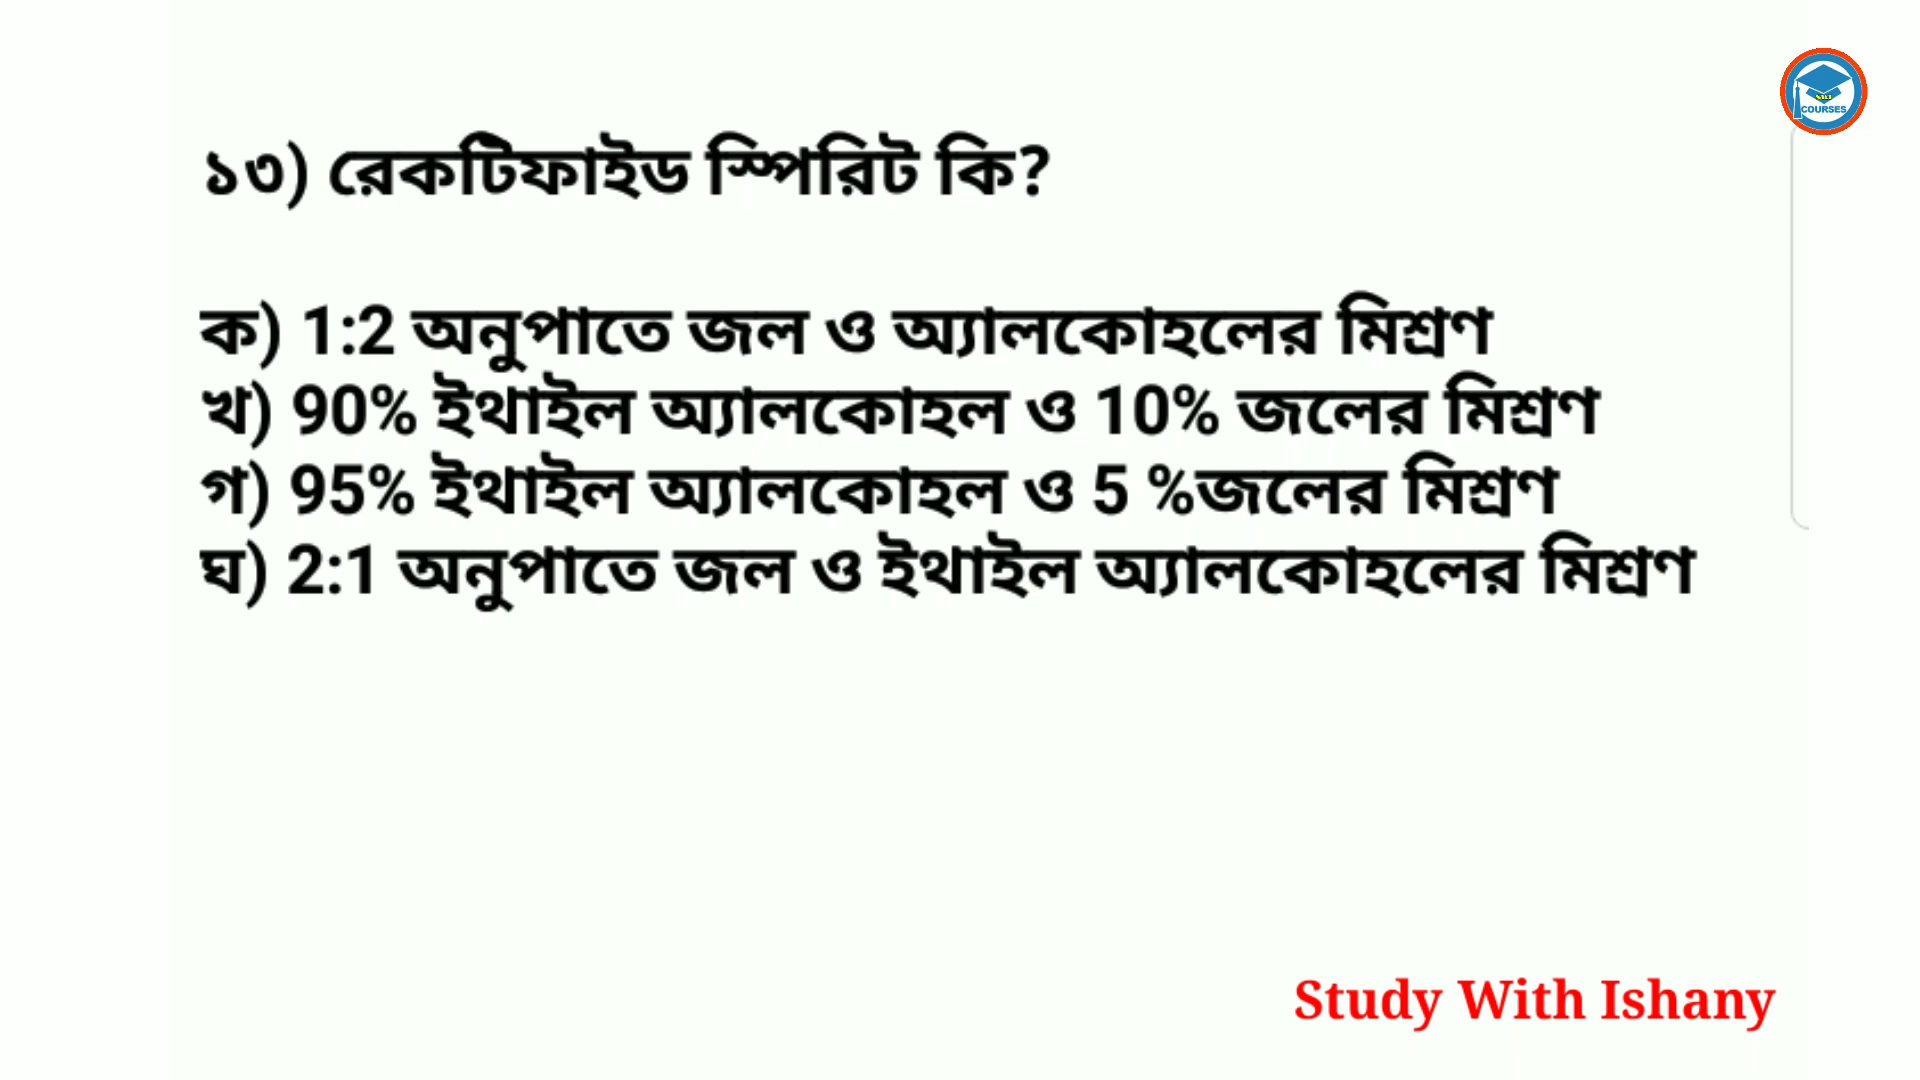 ১৩) রেকটিফাইড স্পিরিট কি?
ক) 1:2 অনুপাতে জল ও অ্যালকোহলের মিশ্রণ
খ) 90% ইথাইল অ্যালকোহল ও 10% জলের মিশ্রণ
গ) 95% ইথাইল অ্যালকোহল ও 5 %জলের মিশ্রণ
ঘ) 2:1 অনুপাতে জল ও ইথাইল অ্যালকোহলের মিশ্রণ
COURSES
Study With Ishany